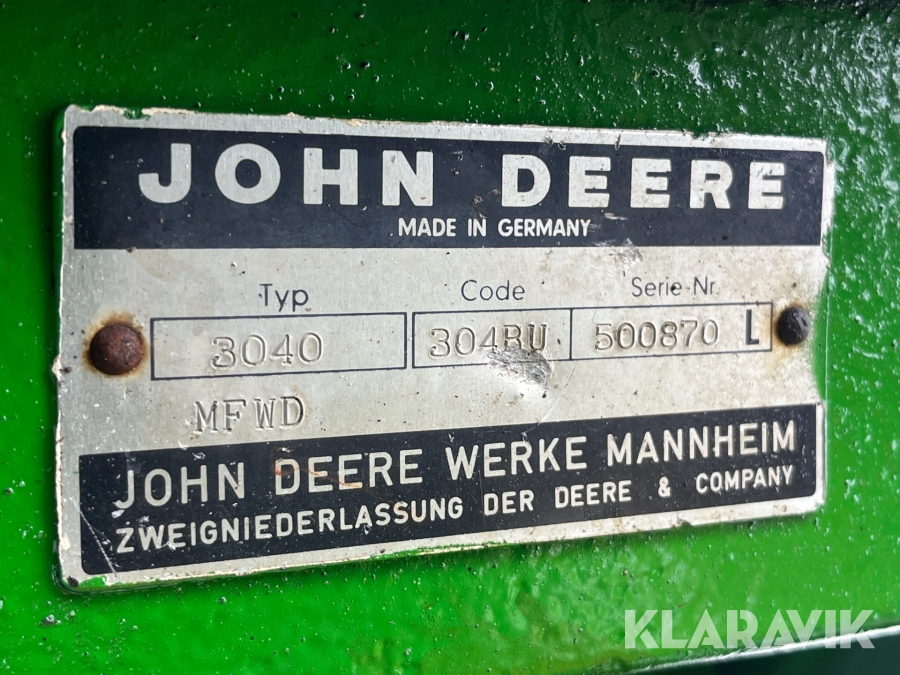 JOHN DEERE
MADE IN GERMANY
Typ Code Serie-Nr.
3040 304RU 500870 L
MFWD
JOHN DEERE WERKE MANNHEIM
ZWEIGNIEDERLASSUNG DER DEERE & COMPANY
KLARAVIK